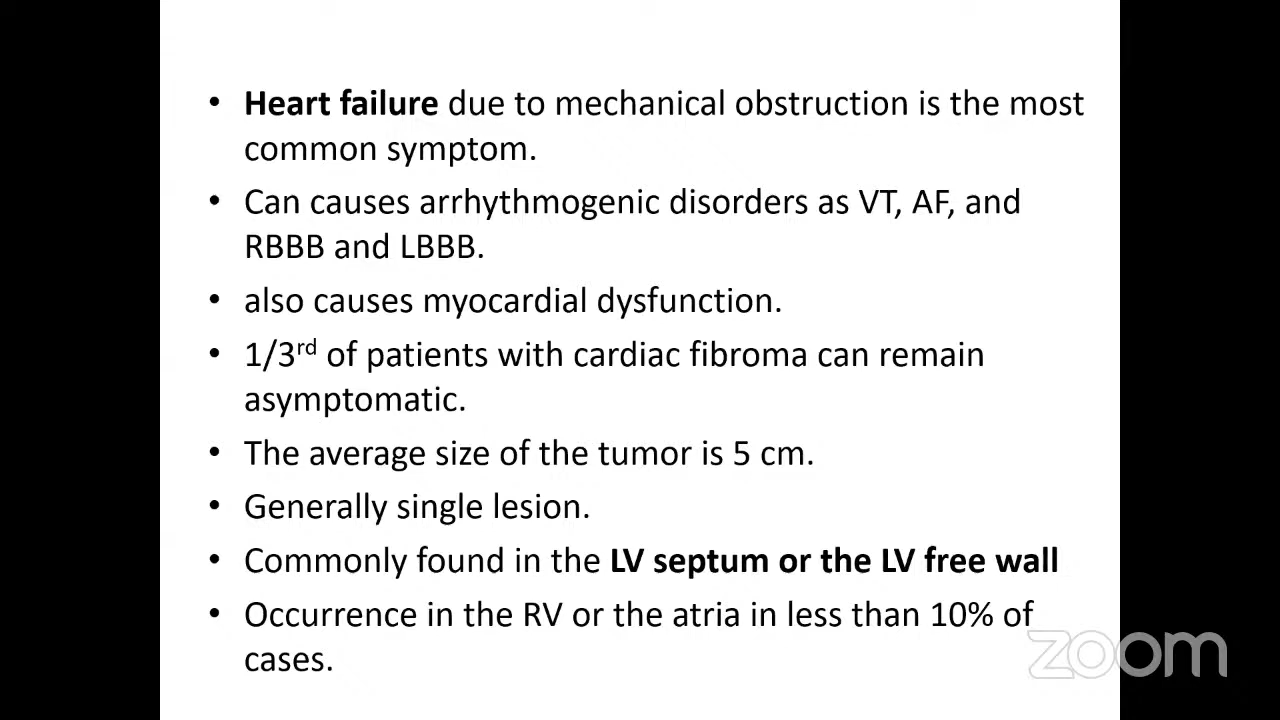 • Heart failure due to mechanical obstruction is the most
common symptom.
• Can causes arrhythmogenic disorders as VT, AF, and
RBBB and LBBB.
• also causes myocardial dysfunction.
• 1/3rd of patients with cardiac fibroma can remain
asymptomatic.
• The average size of the tumor is 5 cm.
• Generally single lesion.
• Commonly found in the LV septum or the LV free wall
• Occurrence in the RV or the atria in less than 10% of
cases.
zoom